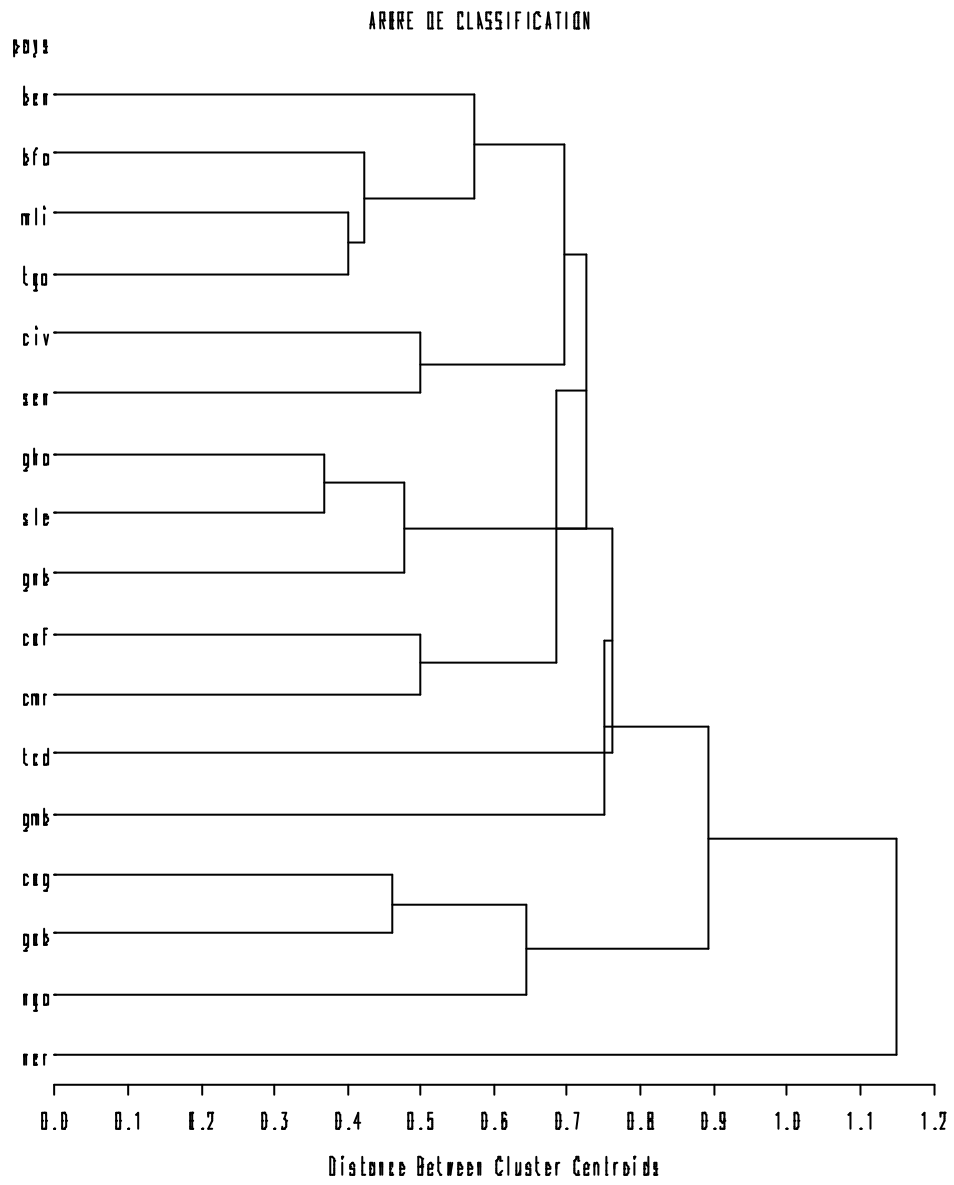 ARBRE DE CLASSIFICATION
pays
ben
bfa
mli
tgo
civ
sen
gha
sle
gnb
caf
cmr
tcd
gmb
cog
gab
nga
ner
0.0 0.1 0.2 0.3 0.4 0.5 0.6 0.7 0.8 0.9 1.0 1.1 1.2
Distance Between Cluster Centroids